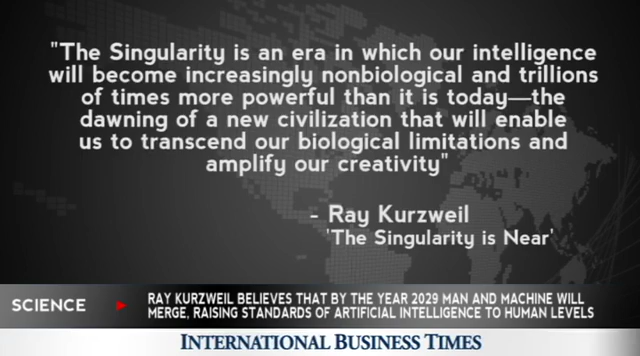 "The Singularity is an era in which our intelligence
will become increasingly nonbiological and trillions
of times more powerful than it is today—the
dawning of a new civilization that will enable
us to transcend our biological limitations and
amplify our creativity"
- Ray Kurzweil
'The Singularity is Near'
SCIENCE
RAY KURZWEIL BELIEVES THAT BY THE YEAR 2029 MAN AND MACHINE WILL
MERGE, RAISING STANDARDS OF ARTIFICIAL INTELLIGENCE TO HUMAN LEVELS
INTERNATIONAL BUSINESS TIMES